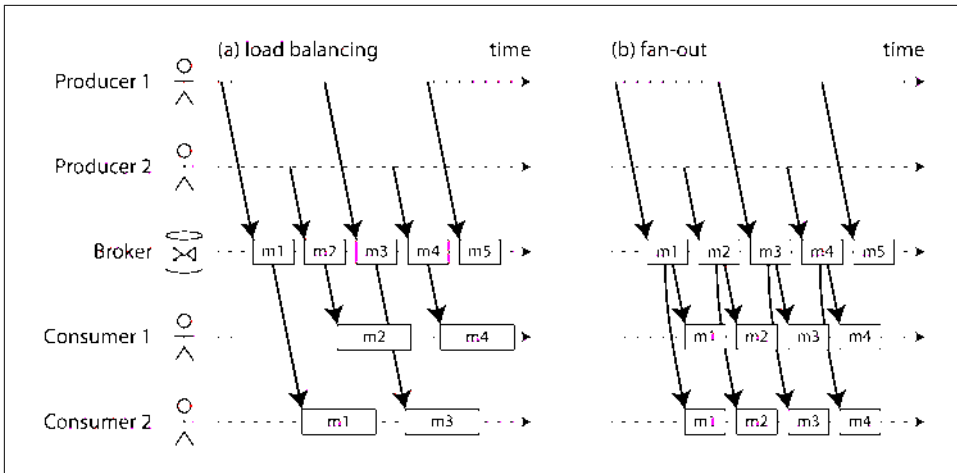 (a) load balancing time (b) fan-out time
Producer 1
Producer 2
Broker m1 m2 m3 m4 m5 m1 m2 m3 m4 m5
Consumer 1 m2 m4 m1 m2 m3 m4
Consumer 2 m1 m3 m1 m2 m3 m4